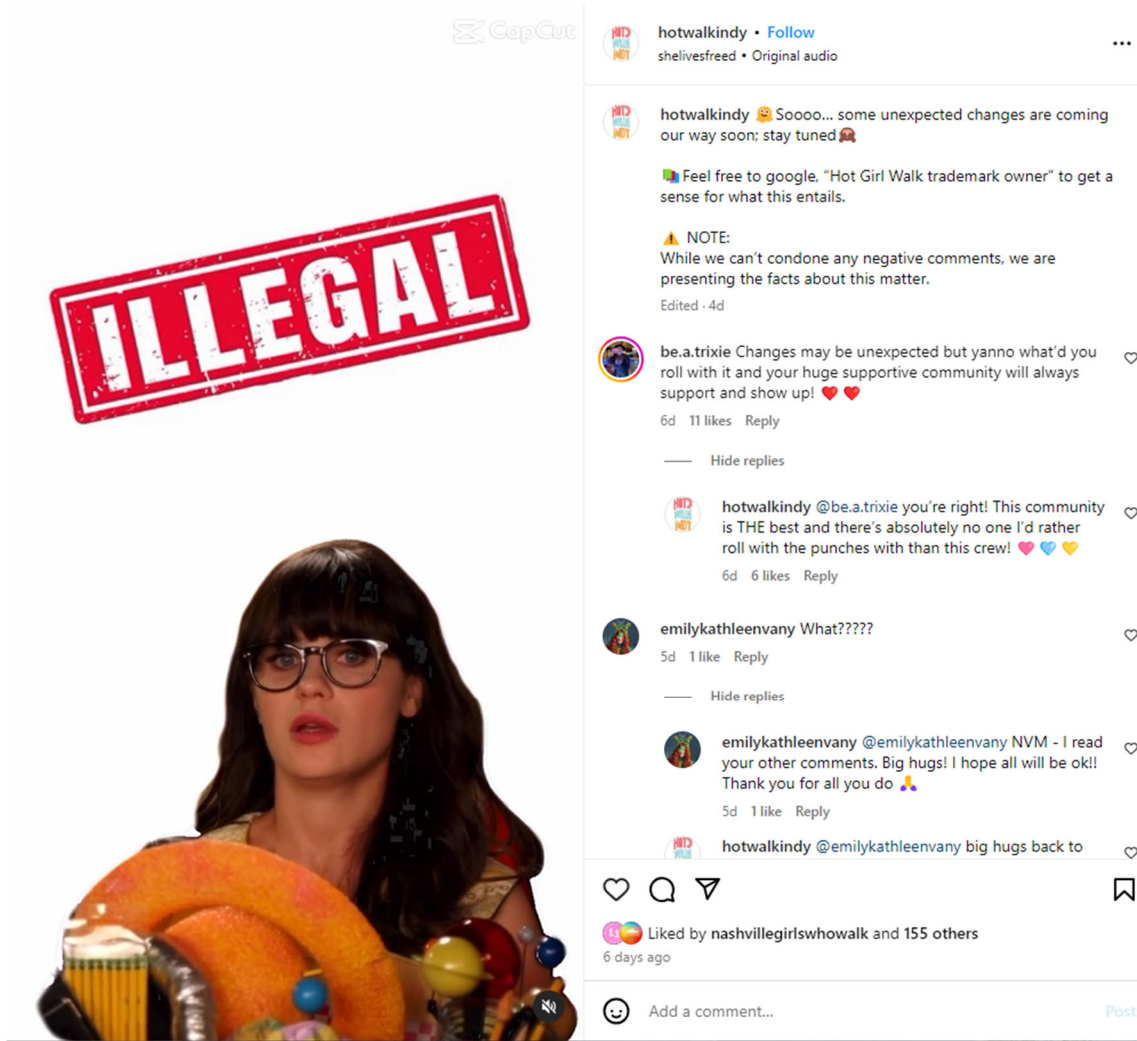 CapCut
ILLEGAL
hotwalkindy • Follow
shelivesfreed • Original audio
hotwalkindy Soooo... some unexpected changes are coming
our way soon; stay tuned
Feel free to google, “Hot Girl Walk trademark owner” to get a
sense for what this entails.
NOTE:
While we can’t condone any negative comments, we are
presenting the facts about this matter.
Edited · 4d
be.a.trixie Changes may be unexpected but yanno what’d you
roll with it and your huge supportive community will always
support and show up! ❤️ ❤️
6d 11 likes Reply
Hide replies
hotwalkindy @be.a.trixie you’re right! This community
is THE best and there’s absolutely no one I’d rather
roll with the punches with than this crew!
6d 6 likes Reply
emilykathleenvany What?????
5d 1 like Reply
Hide replies
emilykathleenvany @emilykathleenvany NVM - I read
your other comments. Big hugs! I hope all will be ok!!
Thank you for all you do
5d 1 like Reply
hotwalkindy @emilykathleenvany big hugs back to
Liked by nashvillegirlswhowalk and 155 others
6 days ago
Add a comment...
Post